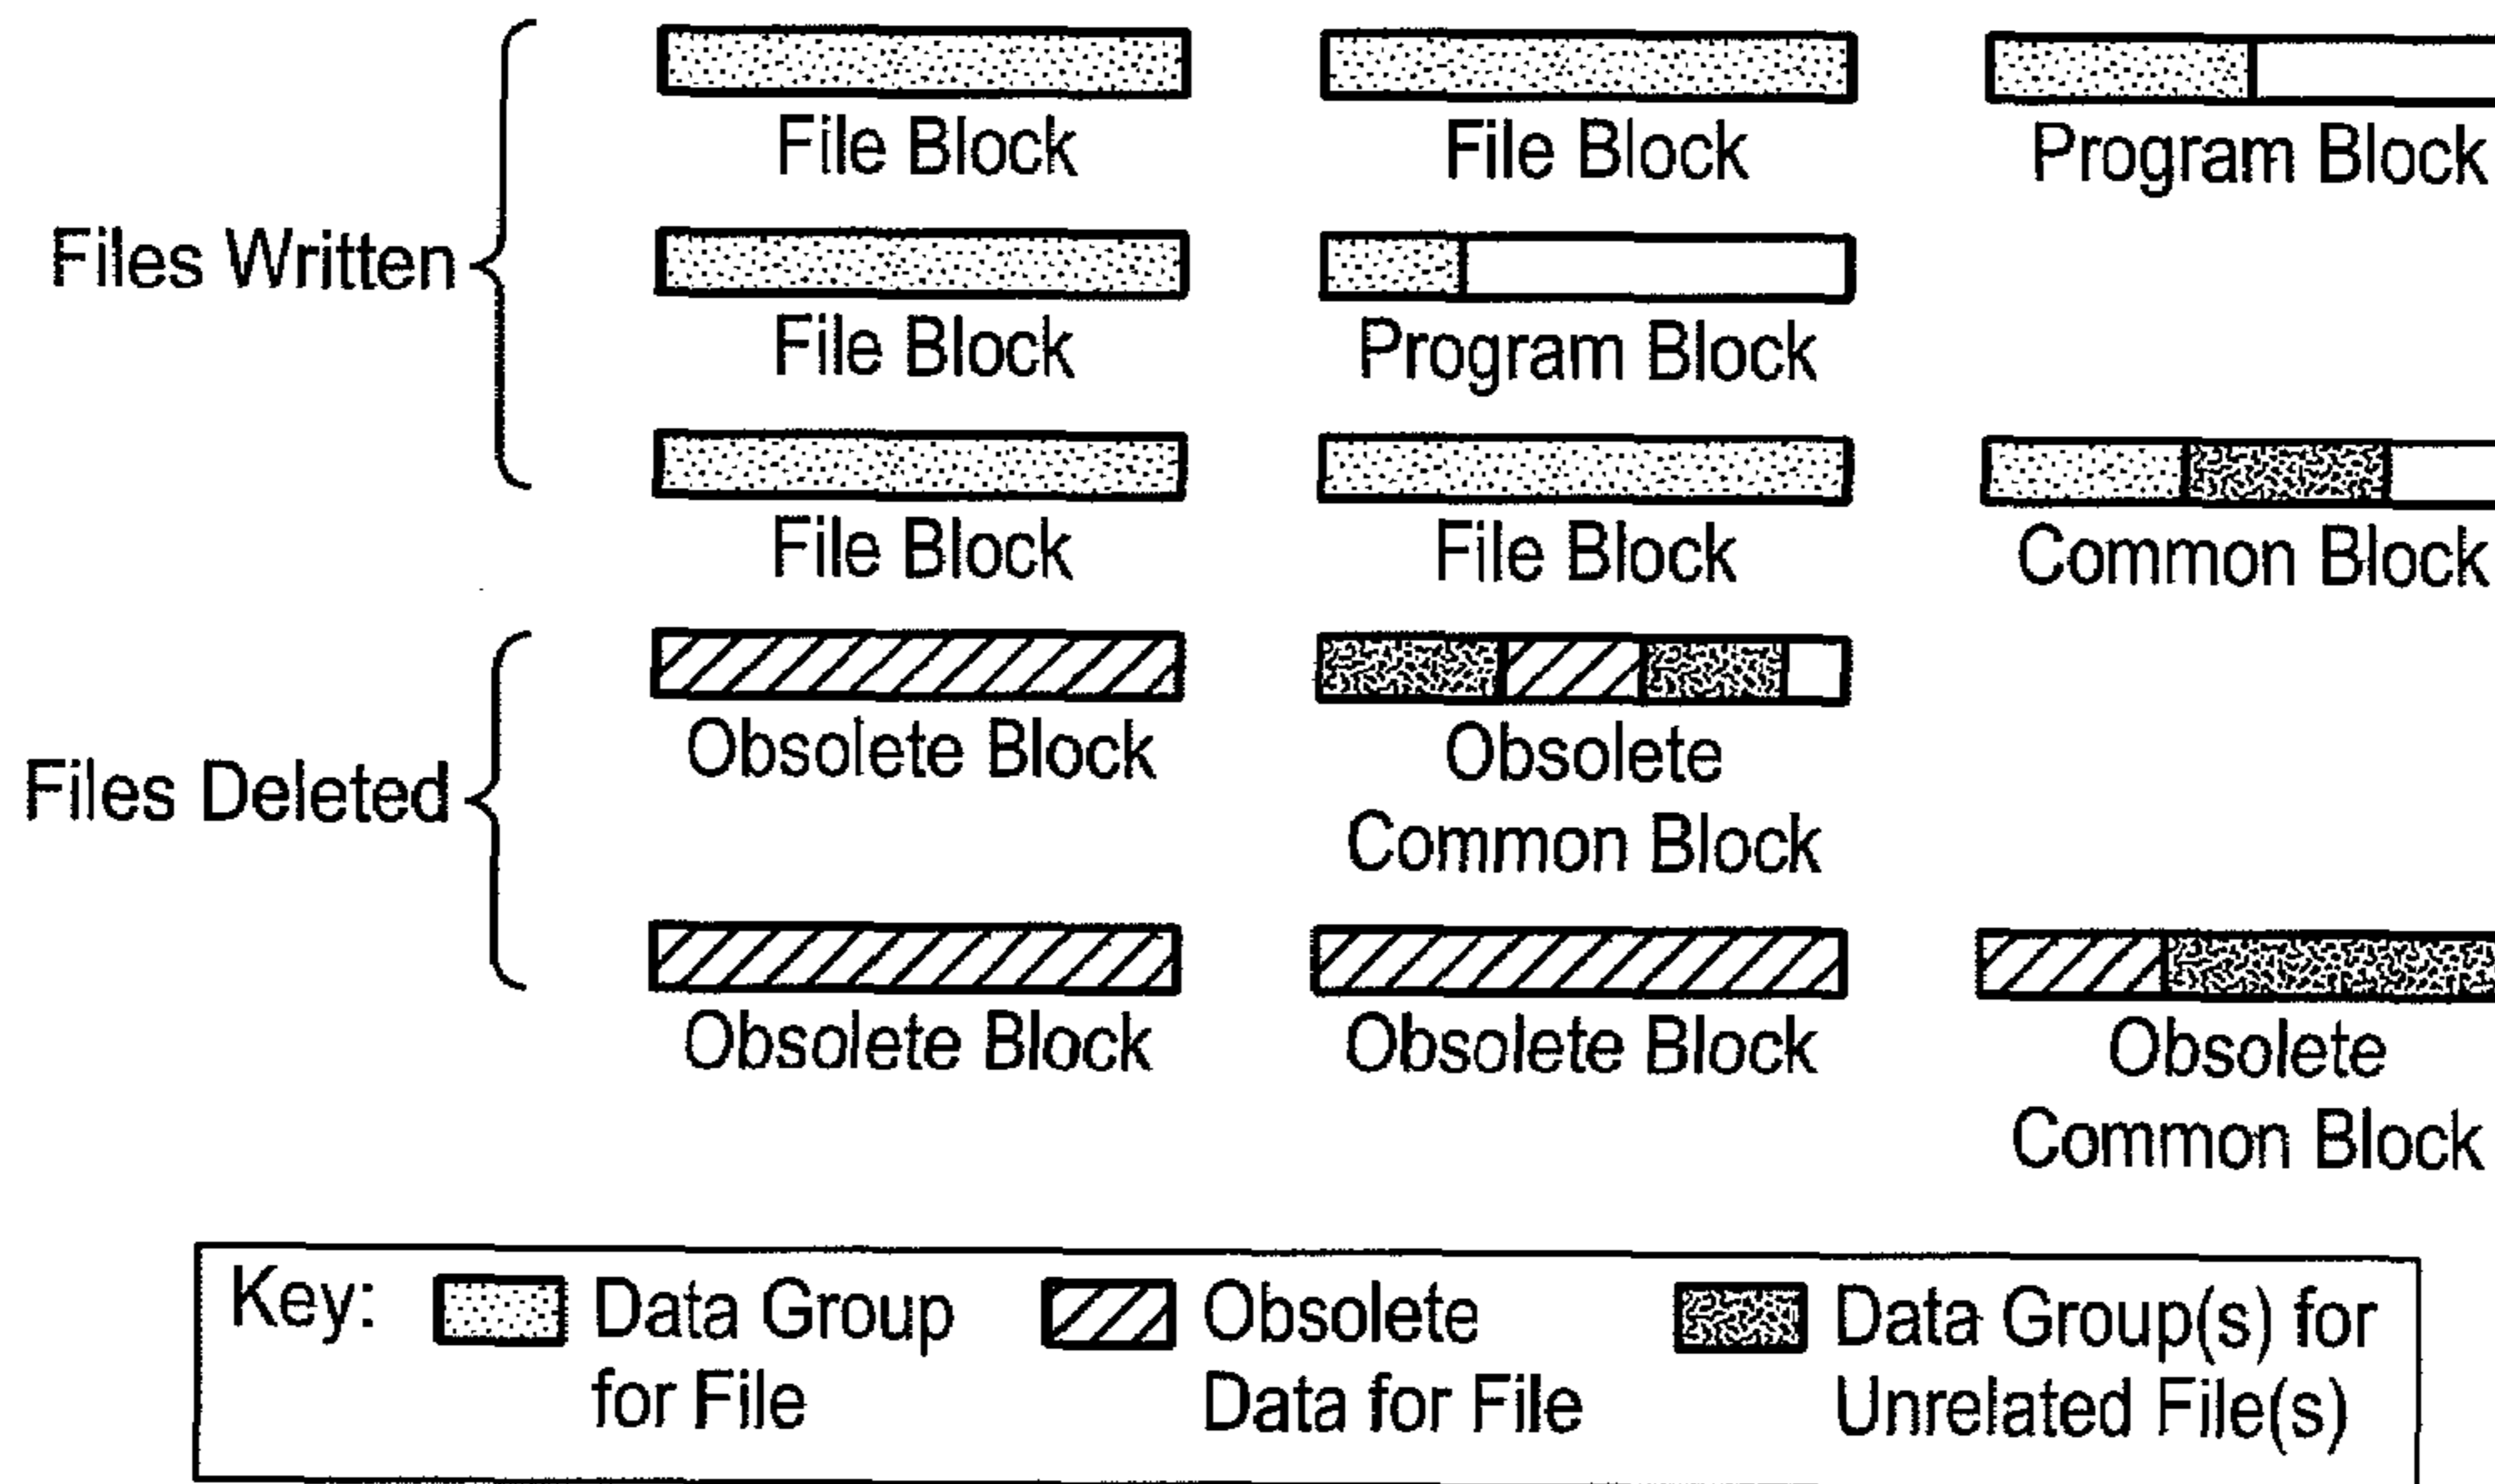 File Block File Block Program Block
Files Written
File Block Program Block
File Block File Block Common Block
Obsolete Block Obsolete
Common Block
Files Deleted
Obsolete Block Obsolete Block Obsolete
Common Block
Key: Data Group
for File
Obsolete
Data for File
Data Group(s) for
Unrelated File(s)